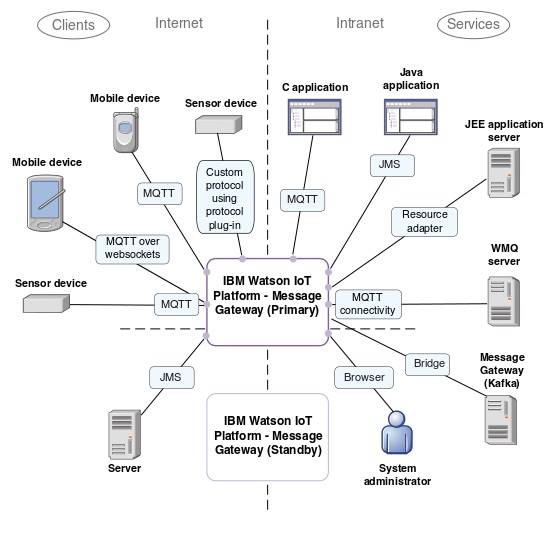 Clients
Internet
Intranet
Services
Mobile device
Sensor device
C application
Java
application
JEE application
server
Mobile device
MQTT
Custom
protocol
using
protocol
plug-in
MQTT
JMS
Resource
adapter
MQTT over
websockets
WMQ
server
Sensor device
MQTT
IBM Watson IoT
Platform - Message
Gateway (Primary)
MQTT
connectivity
JMS
Browser
Bridge
Message
Gateway
(Kafka)
IBM Watson IoT
Platform - Message
Gateway (Standby)
Server
System
administrator